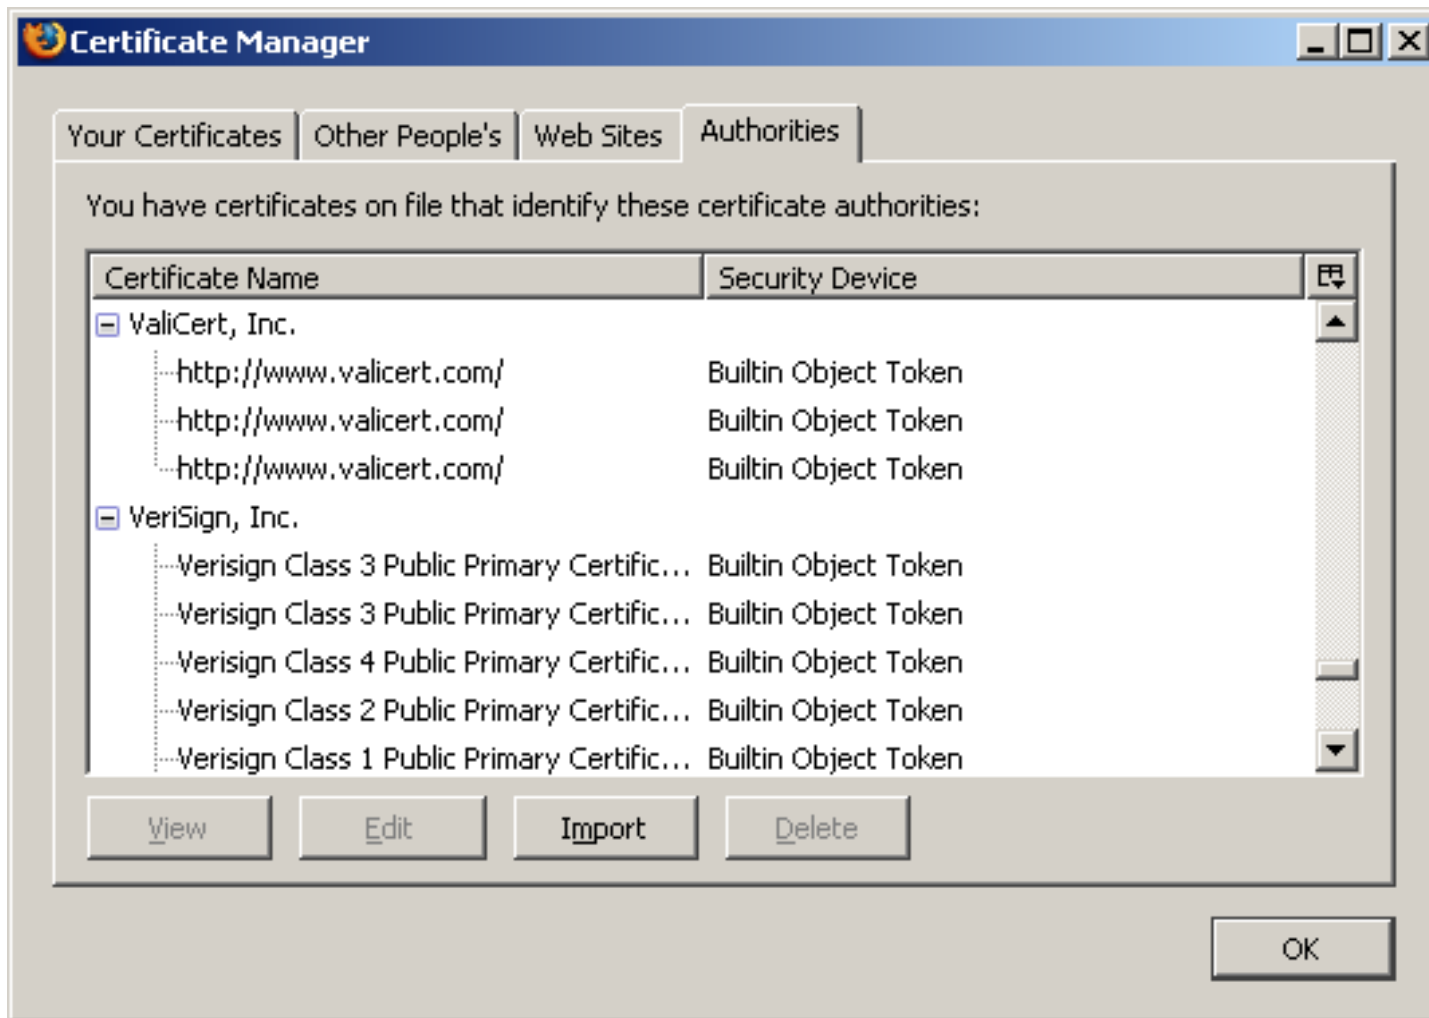 Certificate Manager
Your Certificates Other People's Web Sites Authorities
You have certificates on file that identify these certificate authorities:
Certificate Name Security Device
ValiCert, Inc.
http://www.valicert.com/ Builtin Object Token
http://www.valicert.com/ Builtin Object Token
http://www.valicert.com/ Builtin Object Token
VeriSign, Inc.
Verisign Class 3 Public Primary Certific... Builtin Object Token
Verisign Class 3 Public Primary Certific... Builtin Object Token
Verisign Class 4 Public Primary Certific... Builtin Object Token
Verisign Class 2 Public Primary Certific... Builtin Object Token
Verisign Class 1 Public Primary Certific... Builtin Object Token
View Edit Import Delete
OK